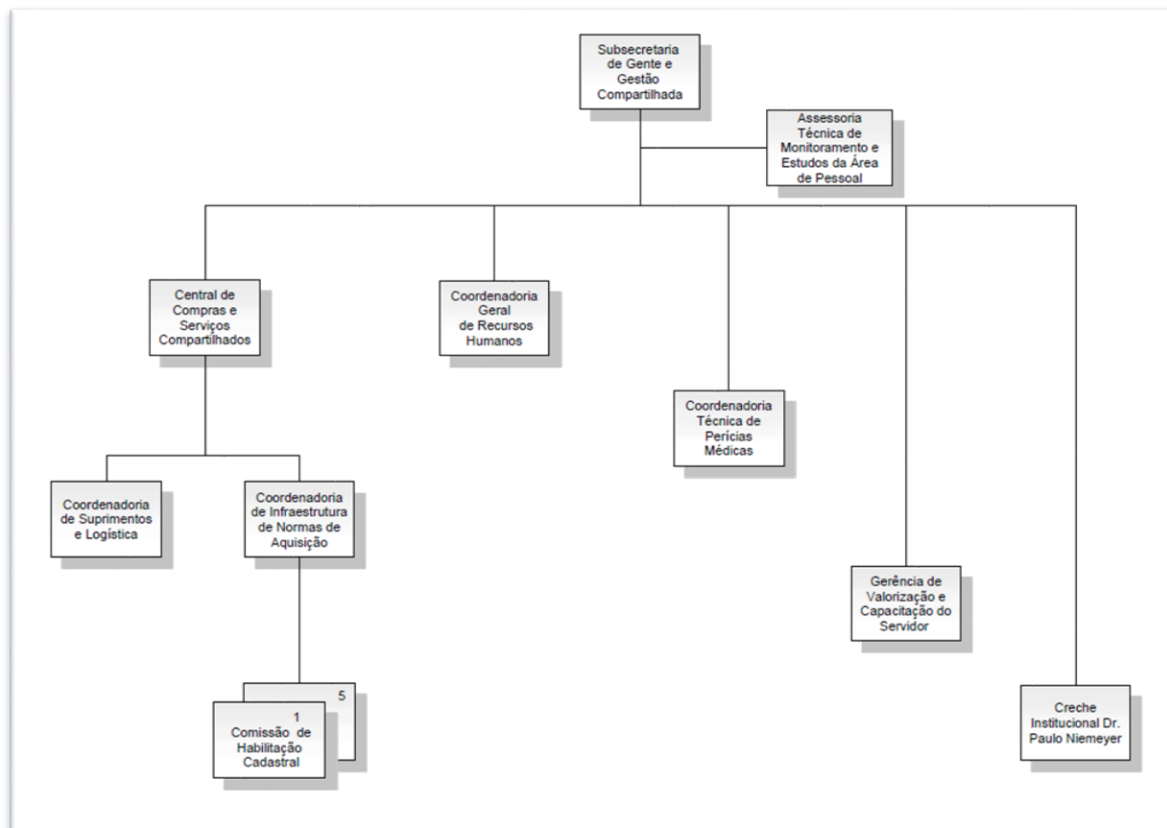 Subsecretaria
de Gente e
Gestão
Compartilhada
Assessoria
Técnica de
Monitoramento e
Estudos da Área
de Pessoal
Central de
Compras e
Serviços
Compartilhados
Coordenadoria
Geral
de Recursos
Humanos
Coordenadoria
Técnica de
Perícias
Médicas
Coordenadoria
de Suprimentos
e Logística
Coordenadoria
de Infraestrutura
de Normas de
Aquisição
Gerência de
Valorização e
Capacitação do
Servidor
5
1
Comissão de
Habilitação
Cadastral
Creche
Institucional Dr.
Paulo Niemeyer